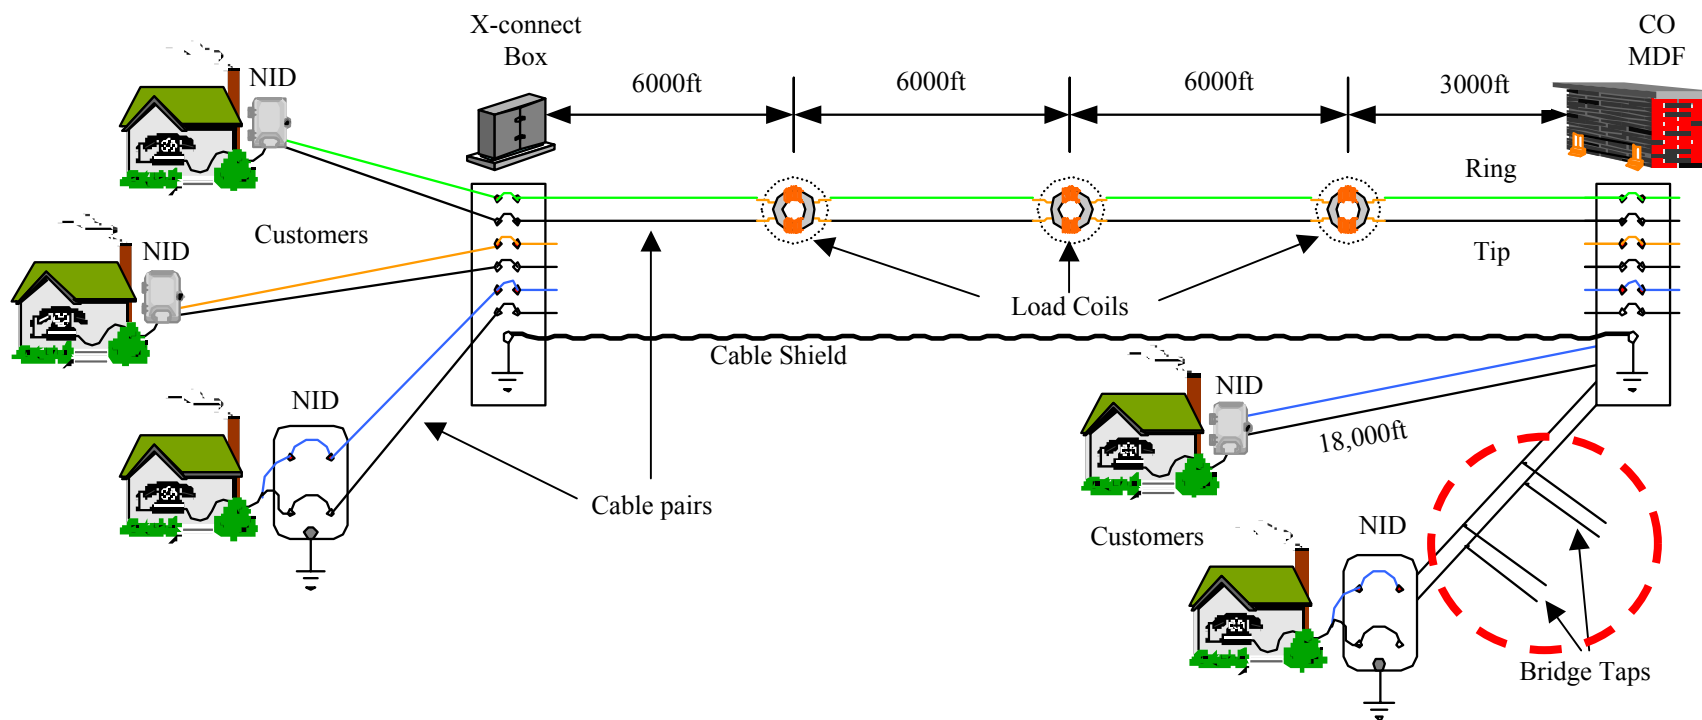 X-connect
Box
CO
MDF
NID
6000ft
6000ft
6000ft
3000ft
Ring
Customers
NID
Tip
Load Coils
Cable Shield
NID
NID
18,000ft
Cable pairs
Customers
NID
Bridge Taps